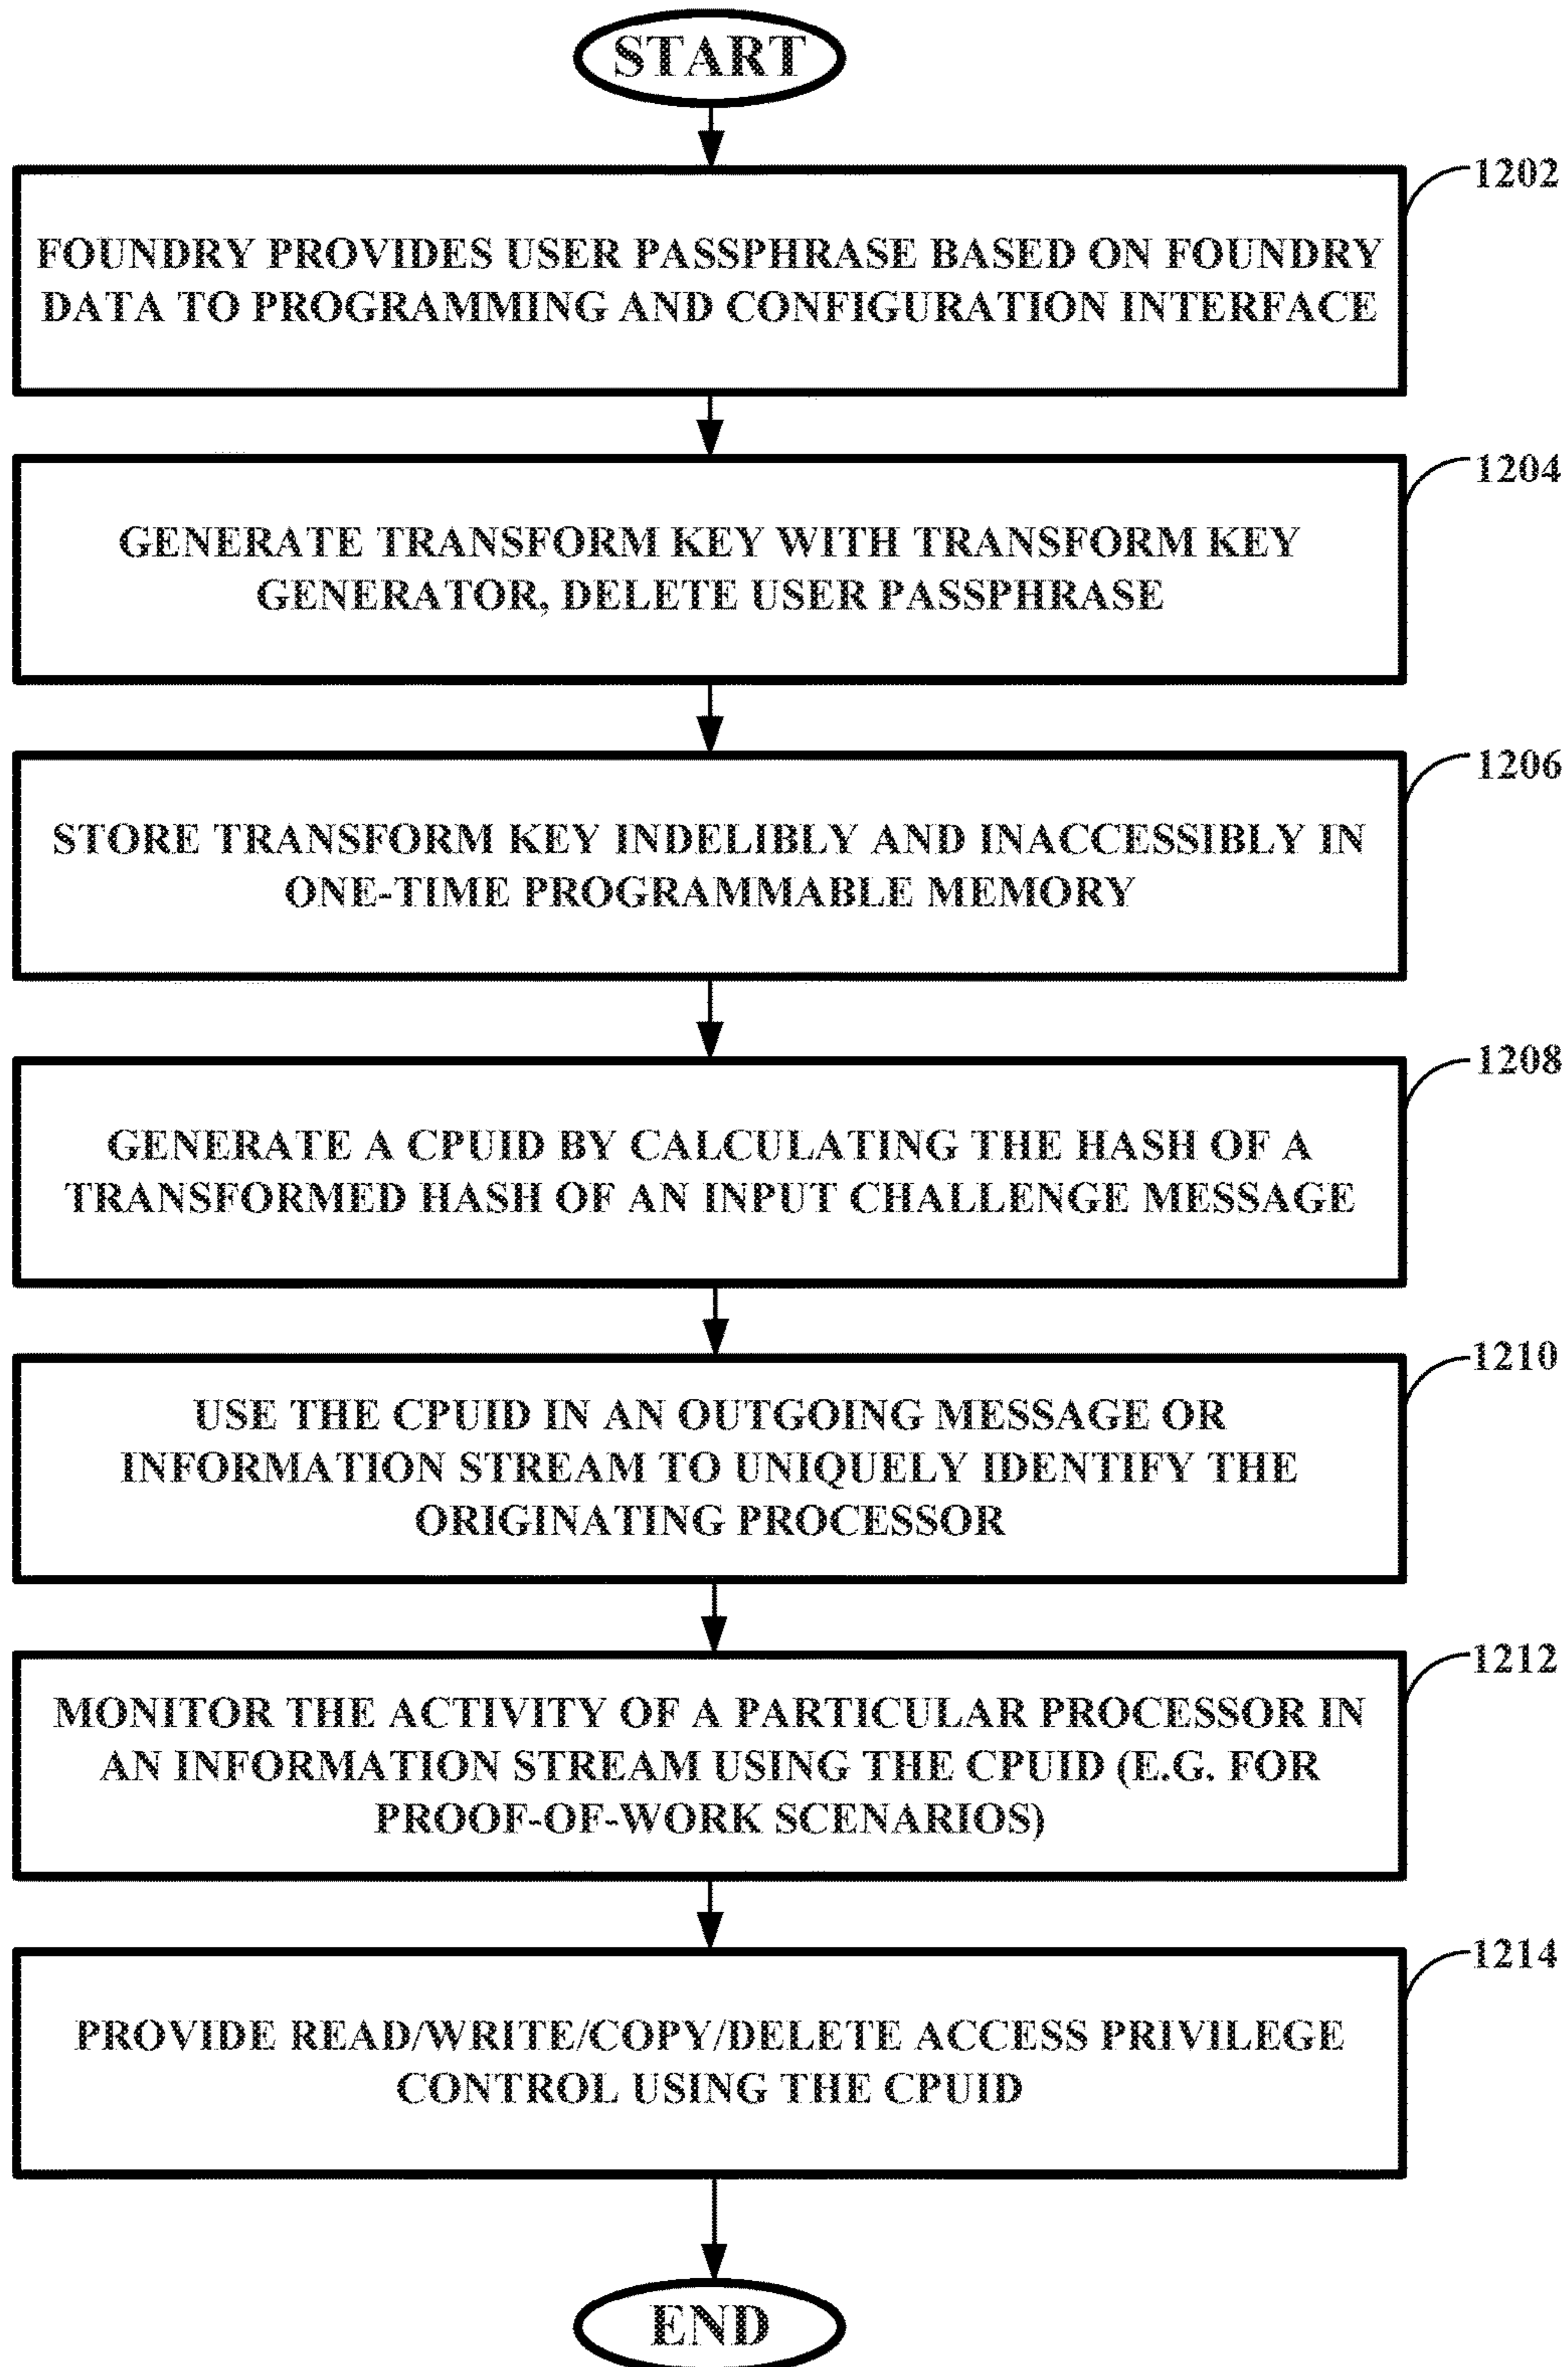 START
1202
FOUNDRY PROVIDES USER PASSPHRASE BASED ON FOUNDRY
DATA TO PROGRAMMING AND CONFIGURATION INTERFACE
1204
GENERATE TRANSFORM KEY WITH TRANSFORM KEY
GENERATOR, DELETE USER PASSPHRASE
1206
STORE TRANSFORM KEY INDELIBLY AND INACCESSIBLY IN
ONE-TIME PROGRAMMABLE MEMORY
1208
GENERATE A CPUID BY CALCULATING THE HASH OF A
TRANSFORMED HASH OF AN INPUT CHALLENGE MESSAGE
1210
USE THE CPUID IN AN OUTGOING MESSAGE OR
INFORMATION STREAM TO UNIQUELY IDENTIFY THE
ORIGINATING PROCESSOR
1212
MONITOR THE ACTIVITY OF A PARTICULAR PROCESSOR IN
AN INFORMATION STREAM USING THE CPUID (E.G. FOR
PROOF-OF-WORK SCENARIOS)
1214
PROVIDE READ/WRITE/COPY/DELETE ACCESS PRIVILEGE
CONTROL USING THE CPUID
END